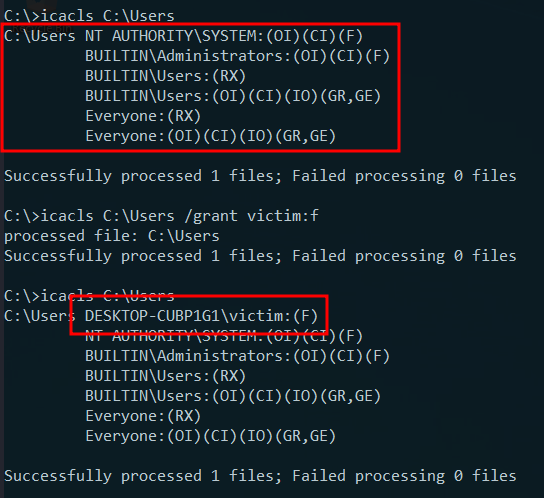 C:\>icacls C:\Users
C:\Users NT AUTHORITY\SYSTEM:(OI)(CI)(F)
BUILTIN\Administrators:(OI)(CI)(F)
BUILTIN\Users:(RX)
BUILTIN\Users:(OI)(CI)(IO)(GR,GE)
Everyone:(RX)
Everyone:(OI)(CI)(IO)(GR,GE)
Successfully processed 1 files; Failed processing 0 files
C:\>icacls C:\Users /grant victim:f
processed file: C:\Users
Successfully processed 1 files; Failed processing 0 files
C:\>icacls C:\Users
C:\Users DESKTOP-CUBP1G1\victim:(F)
NT AUTHORITY\SYSTEM:(OI)(CI)(F)
BUILTIN\Administrators:(OI)(CI)(F)
BUILTIN\Users:(RX)
BUILTIN\Users:(OI)(CI)(IO)(GR,GE)
Everyone:(RX)
Everyone:(OI)(CI)(IO)(GR,GE)
Successfully processed 1 files; Failed processing 0 files